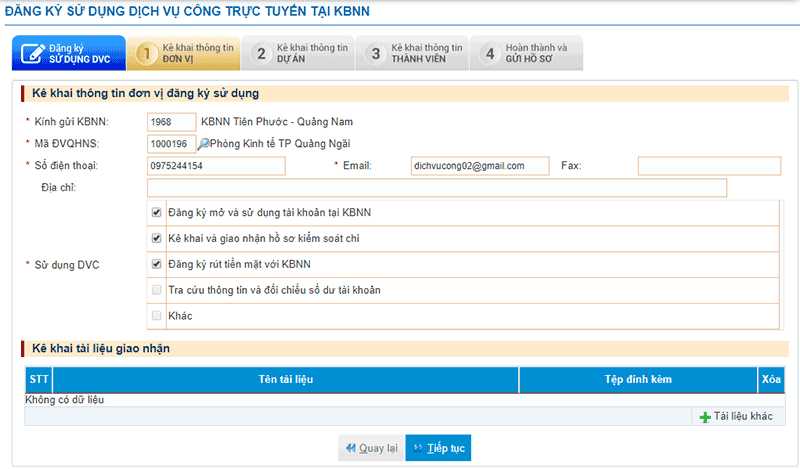 ĐĂNG KÝ SỬ DỤNG DỊCH VỤ CÔNG TRỰC TUYẾN TẠI KBNN
Đăng ký
SỬ DỤNG DVC
1 Kê khai thông tin
ĐƠN VỊ
2 Kê khai thông tin
DỰ ÁN
3 Kê khai thông tin
THÀNH VIÊN
4 Hoàn thành và
GỬI HỒ SƠ
Kê khai thông tin đơn vị đăng ký sử dụng
* Kính gửi KBNN: 1968 KBNN Tiên Phước - Quảng Nam
* Mã ĐVQHNS: 1000196 Phòng Kinh tế TP Quảng Ngãi
* Số điện thoại: 0975244154 * Email: dichvucong02@gmail.com Fax:
Địa chỉ:
* Sử dụng DVC
Đăng ký mở và sử dụng tài khoản tại KBNN
Kê khai và giao nhận hồ sơ kiểm soát chi
Đăng ký rút tiền mặt với KBNN
Tra cứu thông tin và đối chiếu số dư tài khoản
Khác
Kê khai tài liệu giao nhận
STT Tên tài liệu Tệp đính kèm Xóa
Không có dữ liệu
Tài liệu khác
Quay lại Tiếp tục